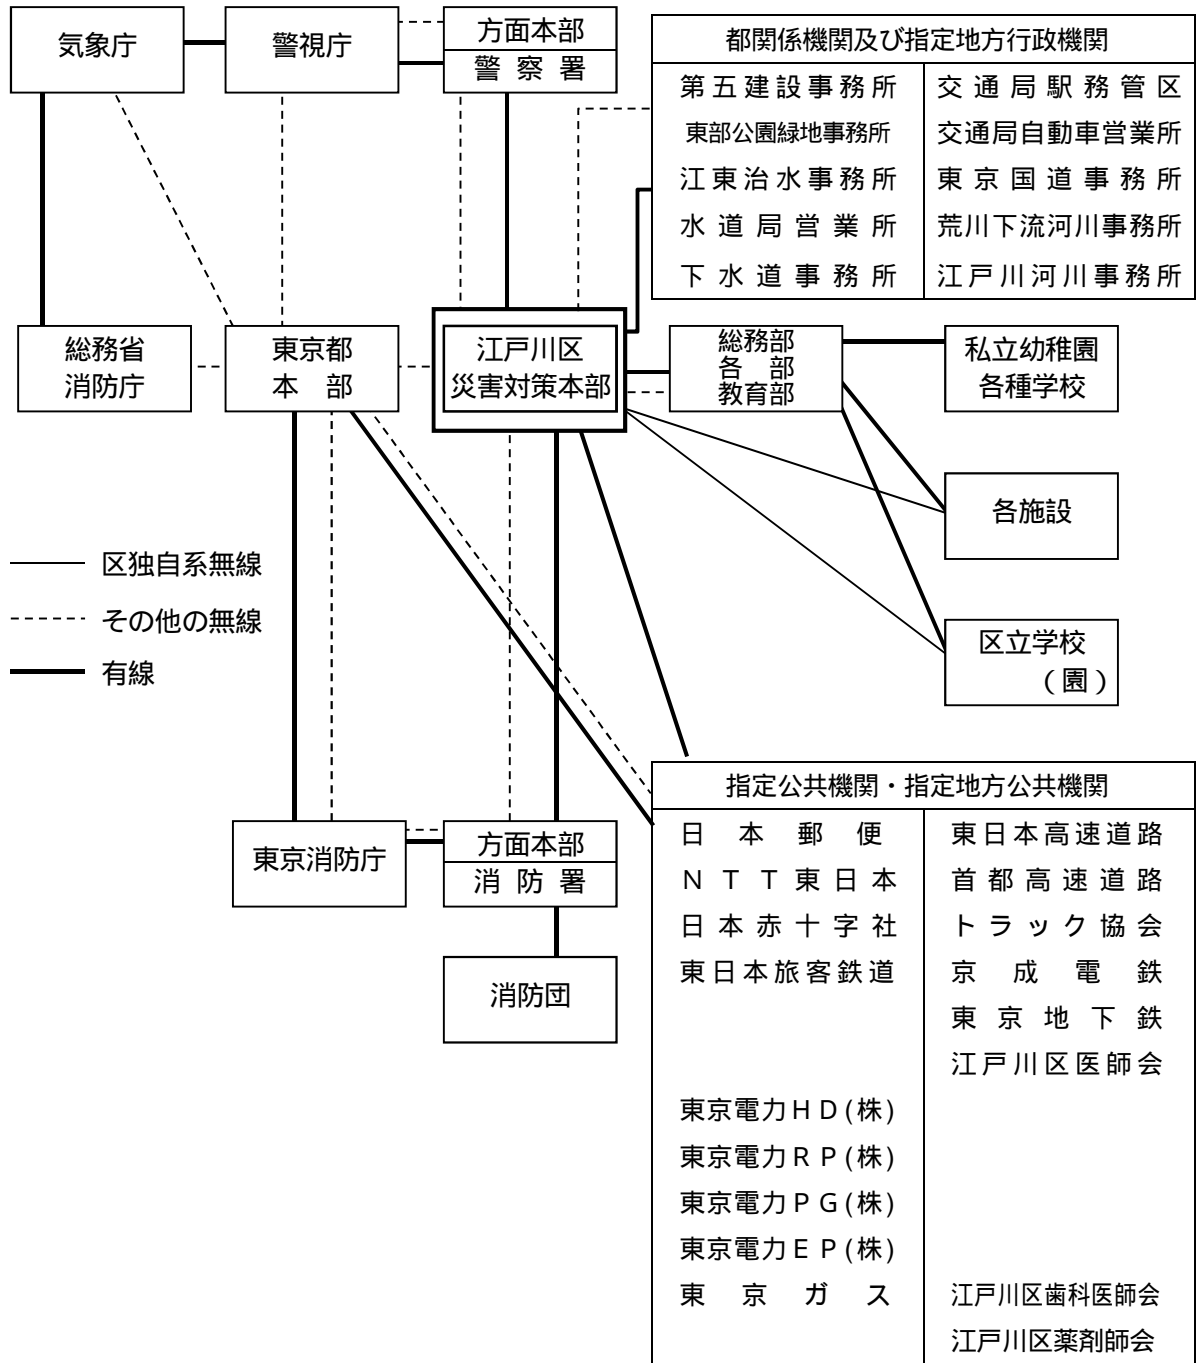 気象庁
警視庁
方面本部
警察署
都関係機関及び指定地方行政機関
第五建設事務所
東部公園緑地事務所
江東治水事務所
水道局営業所
下水道事務所
交通局駅務管区
交通局自動車営業所
東京国道事務所
荒川下流河川事務所
江戸川河川事務所
総務省
消防庁
東京都
本部
江戸川区
災害対策本部
総務部
各部
教育部
私立幼稚園
各種学校
各施設
区立学校
(園)
区独自系無線
その他の無線
有線
東京消防庁
方面本部
消防署
消防団
指定公共機関・指定地方公共機関
日本郵便
NTT東日本
日本赤十字社
東日本旅客鉄道
東京電力HD(株)
東京電力RP(株)
東京電力PG(株)
東京電力EP(株)
東京ガス
東日本高速道路
首都高速道路
トラック協会
京成電鉄
東京地下鉄
江戸川区医師会
江戸川区歯科医師会
江戸川区薬剤師会